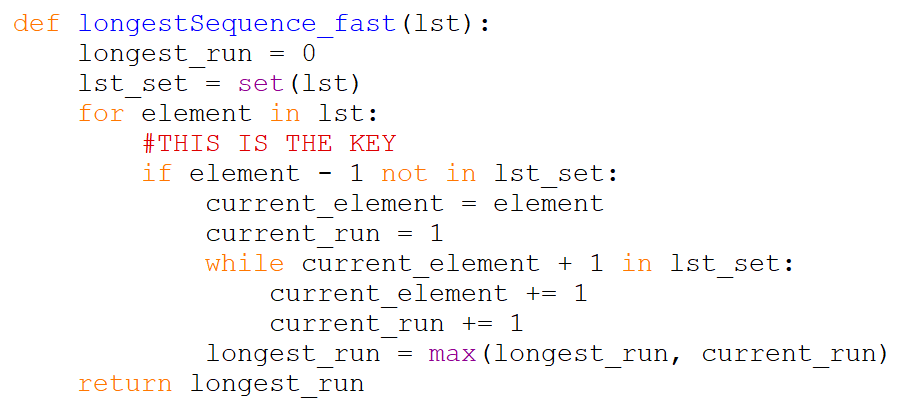 def longestSequence_fast(lst):
    longest_run = 0
    lst_set = set(lst)
    for element in lst:
        #THIS IS THE KEY
        if element - 1 not in lst_set:
            current_element = element
            current_run = 1
            while current_element + 1 in lst_set:
                current_element += 1
                current_run += 1
            longest_run = max(longest_run, current_run)
    return longest_run